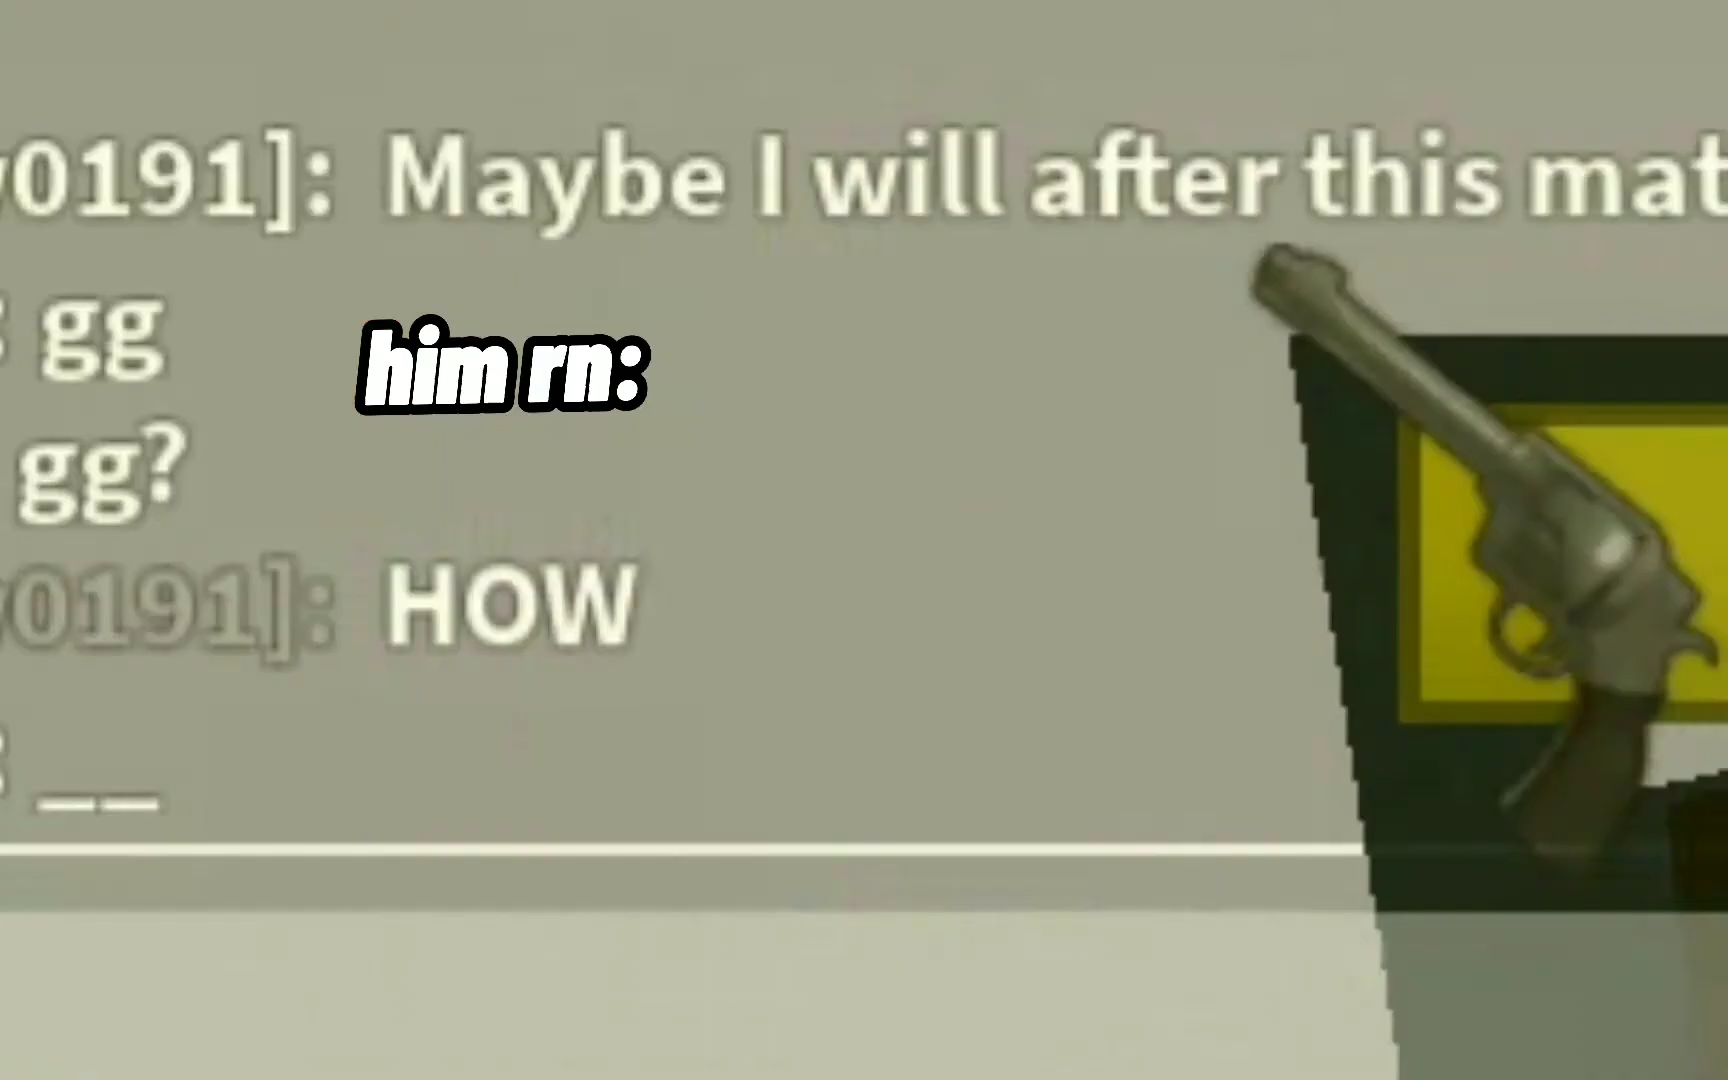 0191]: Maybe I will after this mat
: gg
him rn:
gg?
0191]: HOW
: __